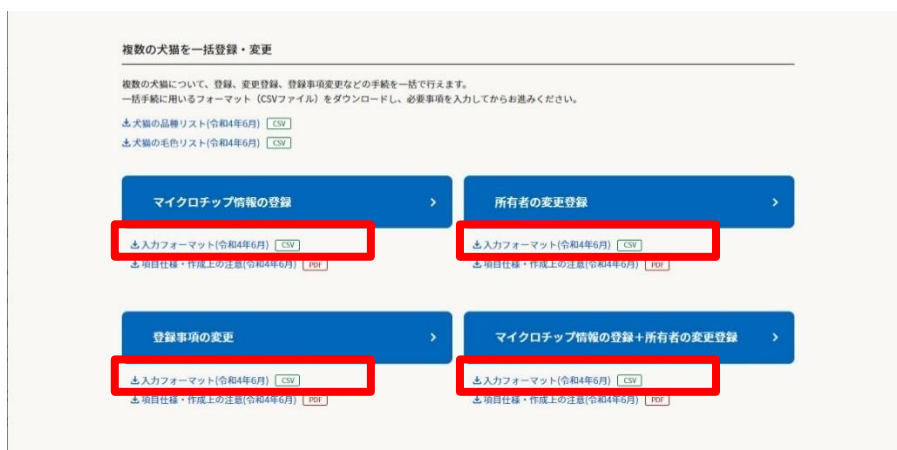 複数の犬猫を一括登録・変更
複数の犬猫について、登録、変更登録、登録事項変更などの手続を一括で行えます。
一括手続に用いるフォーマット（CSVファイル）をダウンロードし、必要事項を入力してからお進みください。
犬猫の品種リスト(令和4年6月) CSV
犬猫の毛色リスト(令和4年6月) CSV
マイクロチップ情報の登録
入力フォーマット(令和4年6月) CSV
項目仕様・作成上の注意(令和4年6月) PDF
所有者の変更登録
入力フォーマット(令和4年6月) CSV
項目仕様・作成上の注意(令和4年6月) PDF
登録事項の変更
入力フォーマット(令和4年6月) CSV
項目仕様・作成上の注意(令和4年6月) PDF
マイクロチップ情報の登録＋所有者の変更登録
入力フォーマット(令和4年6月) CSV
項目仕様・作成上の注意(令和4年6月) PDF